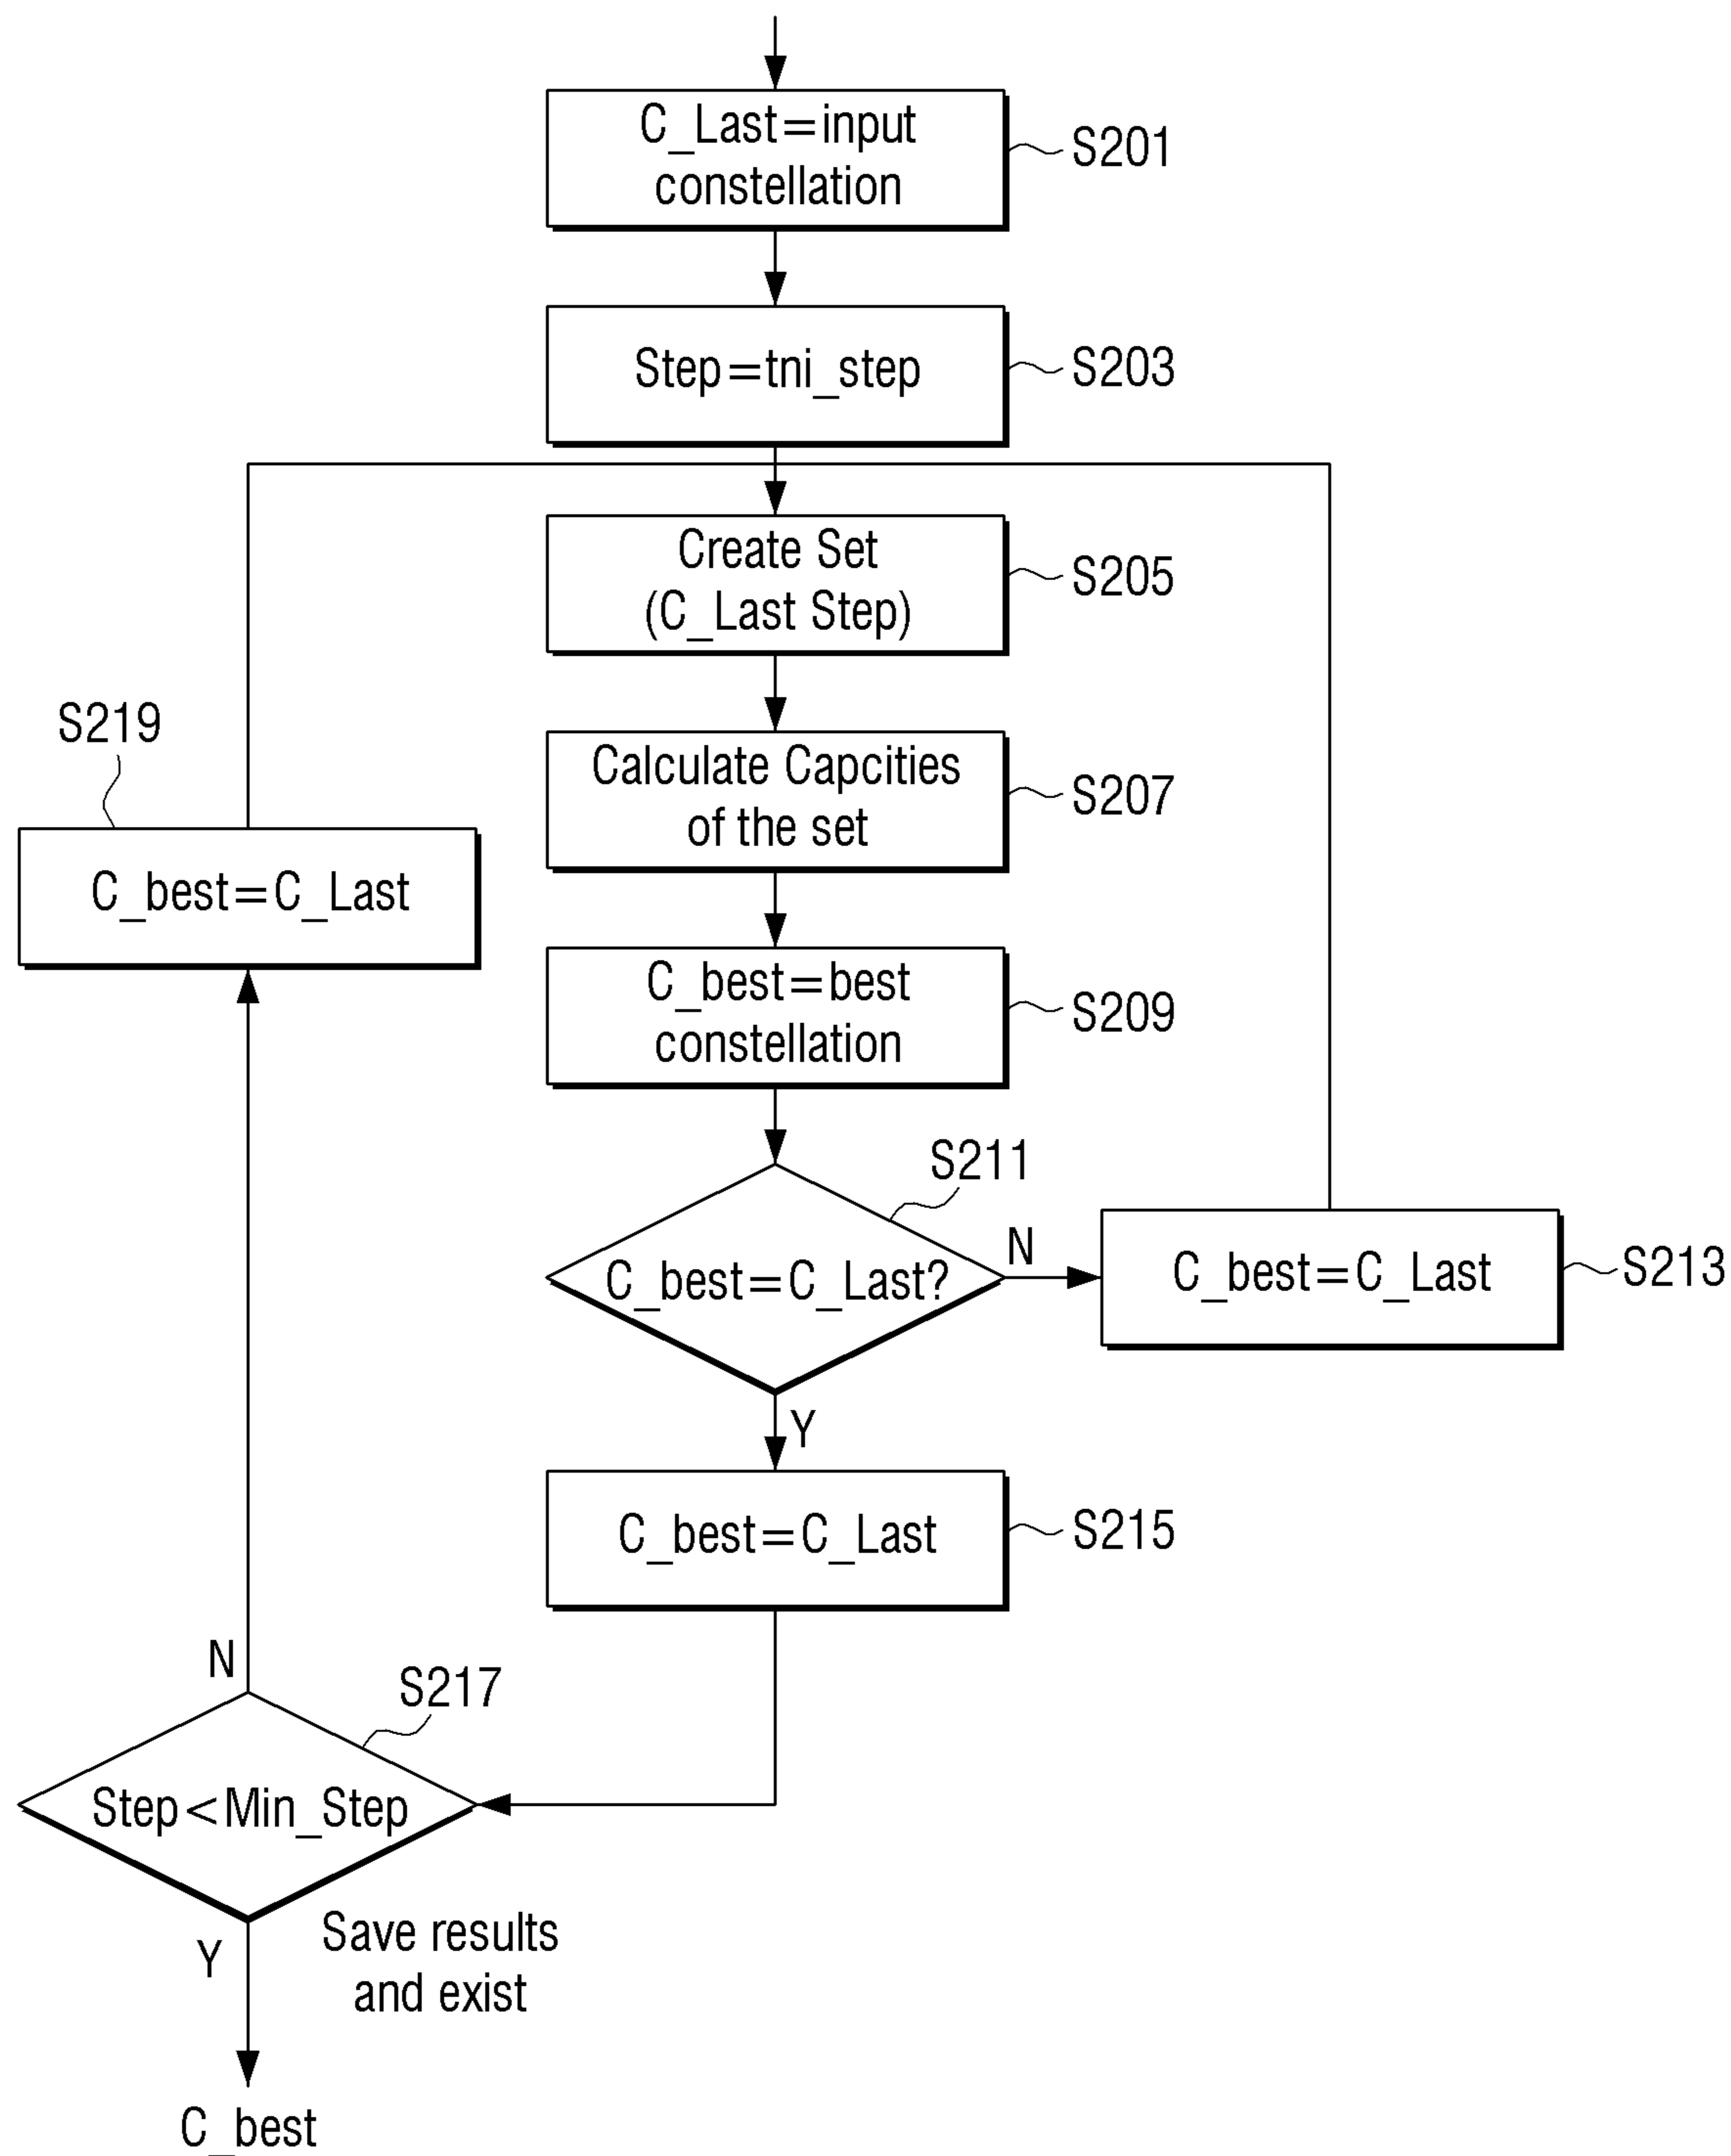 C_Last=input
constellation
S201
Step=tni_step
S203
Create Set
(C_Last Step)
S205
S219
Calculate Capcities
of the set
S207
C_best=C_Last
C_best=best
constellation
S209
S211
C_best=C_Last?
N
C_best=C_Last
S213
Y
C_best=C_Last
S215
N
S217
Step<Min_Step
Y
Save results
and exist
C_best